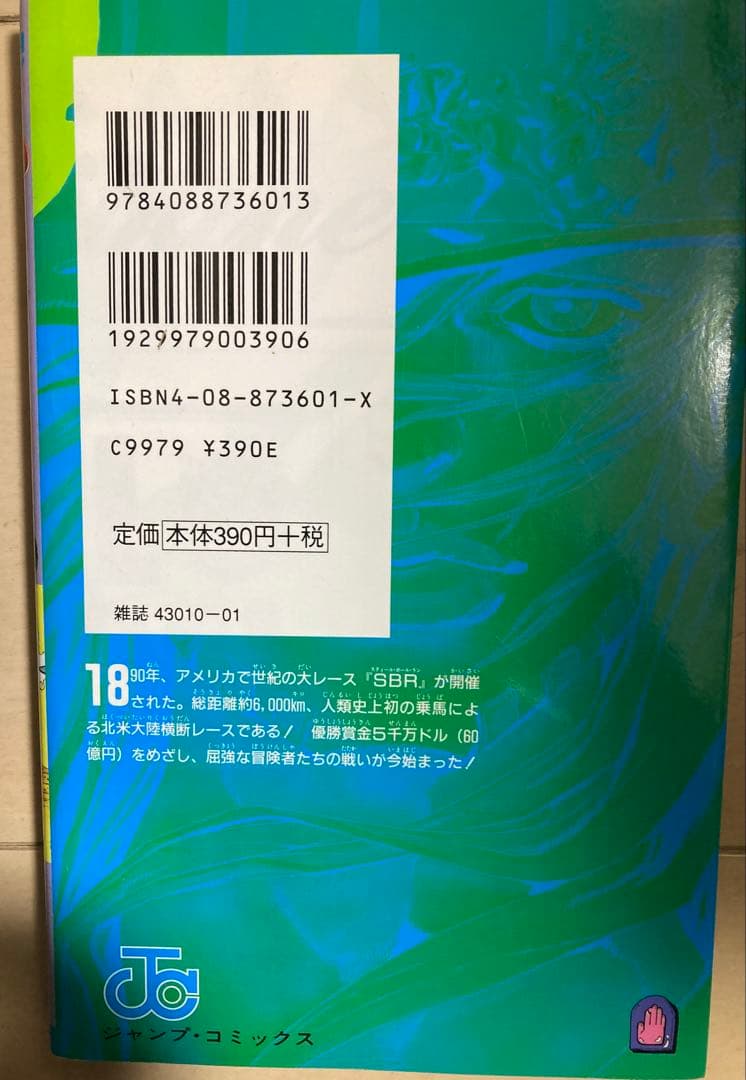 9784088736013
1929979003906
ISBN4-08-873601-X
C9979 ¥390E
定価 本体390円+税
雑誌 43010-01
1890年、アメリカで世紀の大レース『SBR』が開催
された。総距離約6,000km、人類史上初の乗馬によ
る北米大陸横断レースである! 優勝賞金5千万ドル(60
億円)をめざし、屈強な冒険者たちの戦いが今始まった!
JC
ジャンプ・コミックス